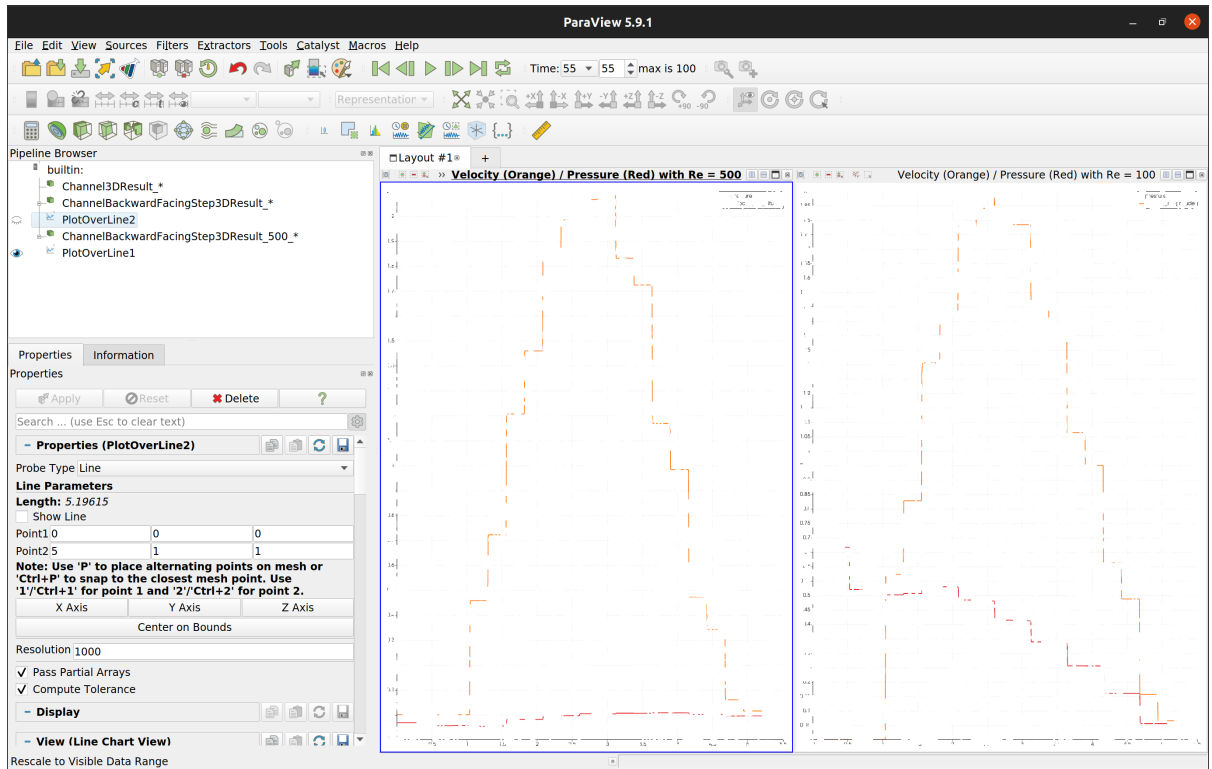 ParaView 5.9.1
File Edit View Sources Filters Extractors Tools Catalyst Macros Help
Time: 55 55 max is 100
Representation
+X -X +Y -Y +Z -Z +90 -90
Pipeline Browser
builtin:
Channel3DResult_*
ChannelBackwardFacingStep3DResult_*
PlotOverLine2
ChannelBackwardFacingStep3DResult_500_*
PlotOverLine1
Properties Information
Properties
Apply Reset Delete ?
Search ... (use Esc to clear text)
Properties (PlotOverLine2)
Probe Type Line
Line Parameters
Length: 5.19615
Show Line
Point1 0 0 0
Point2 5 1 1
Note: Use 'P' to place alternating points on mesh or
'Ctrl+P' to snap to the closest mesh point. Use
'1'/'Ctrl+1' for point 1 and '2'/'Ctrl+2' for point 2.
X Axis Y Axis Z Axis
Center on Bounds
Resolution 1000
Pass Partial Arrays
Compute Tolerance
Display
View (Line Chart View)
Rescale to Visible Data Range
Layout #1 +
Velocity (Orange) / Pressure (Red) with Re = 500
Velocity (Orange) / Pressure (Red) with Re = 100
1.05
0.85